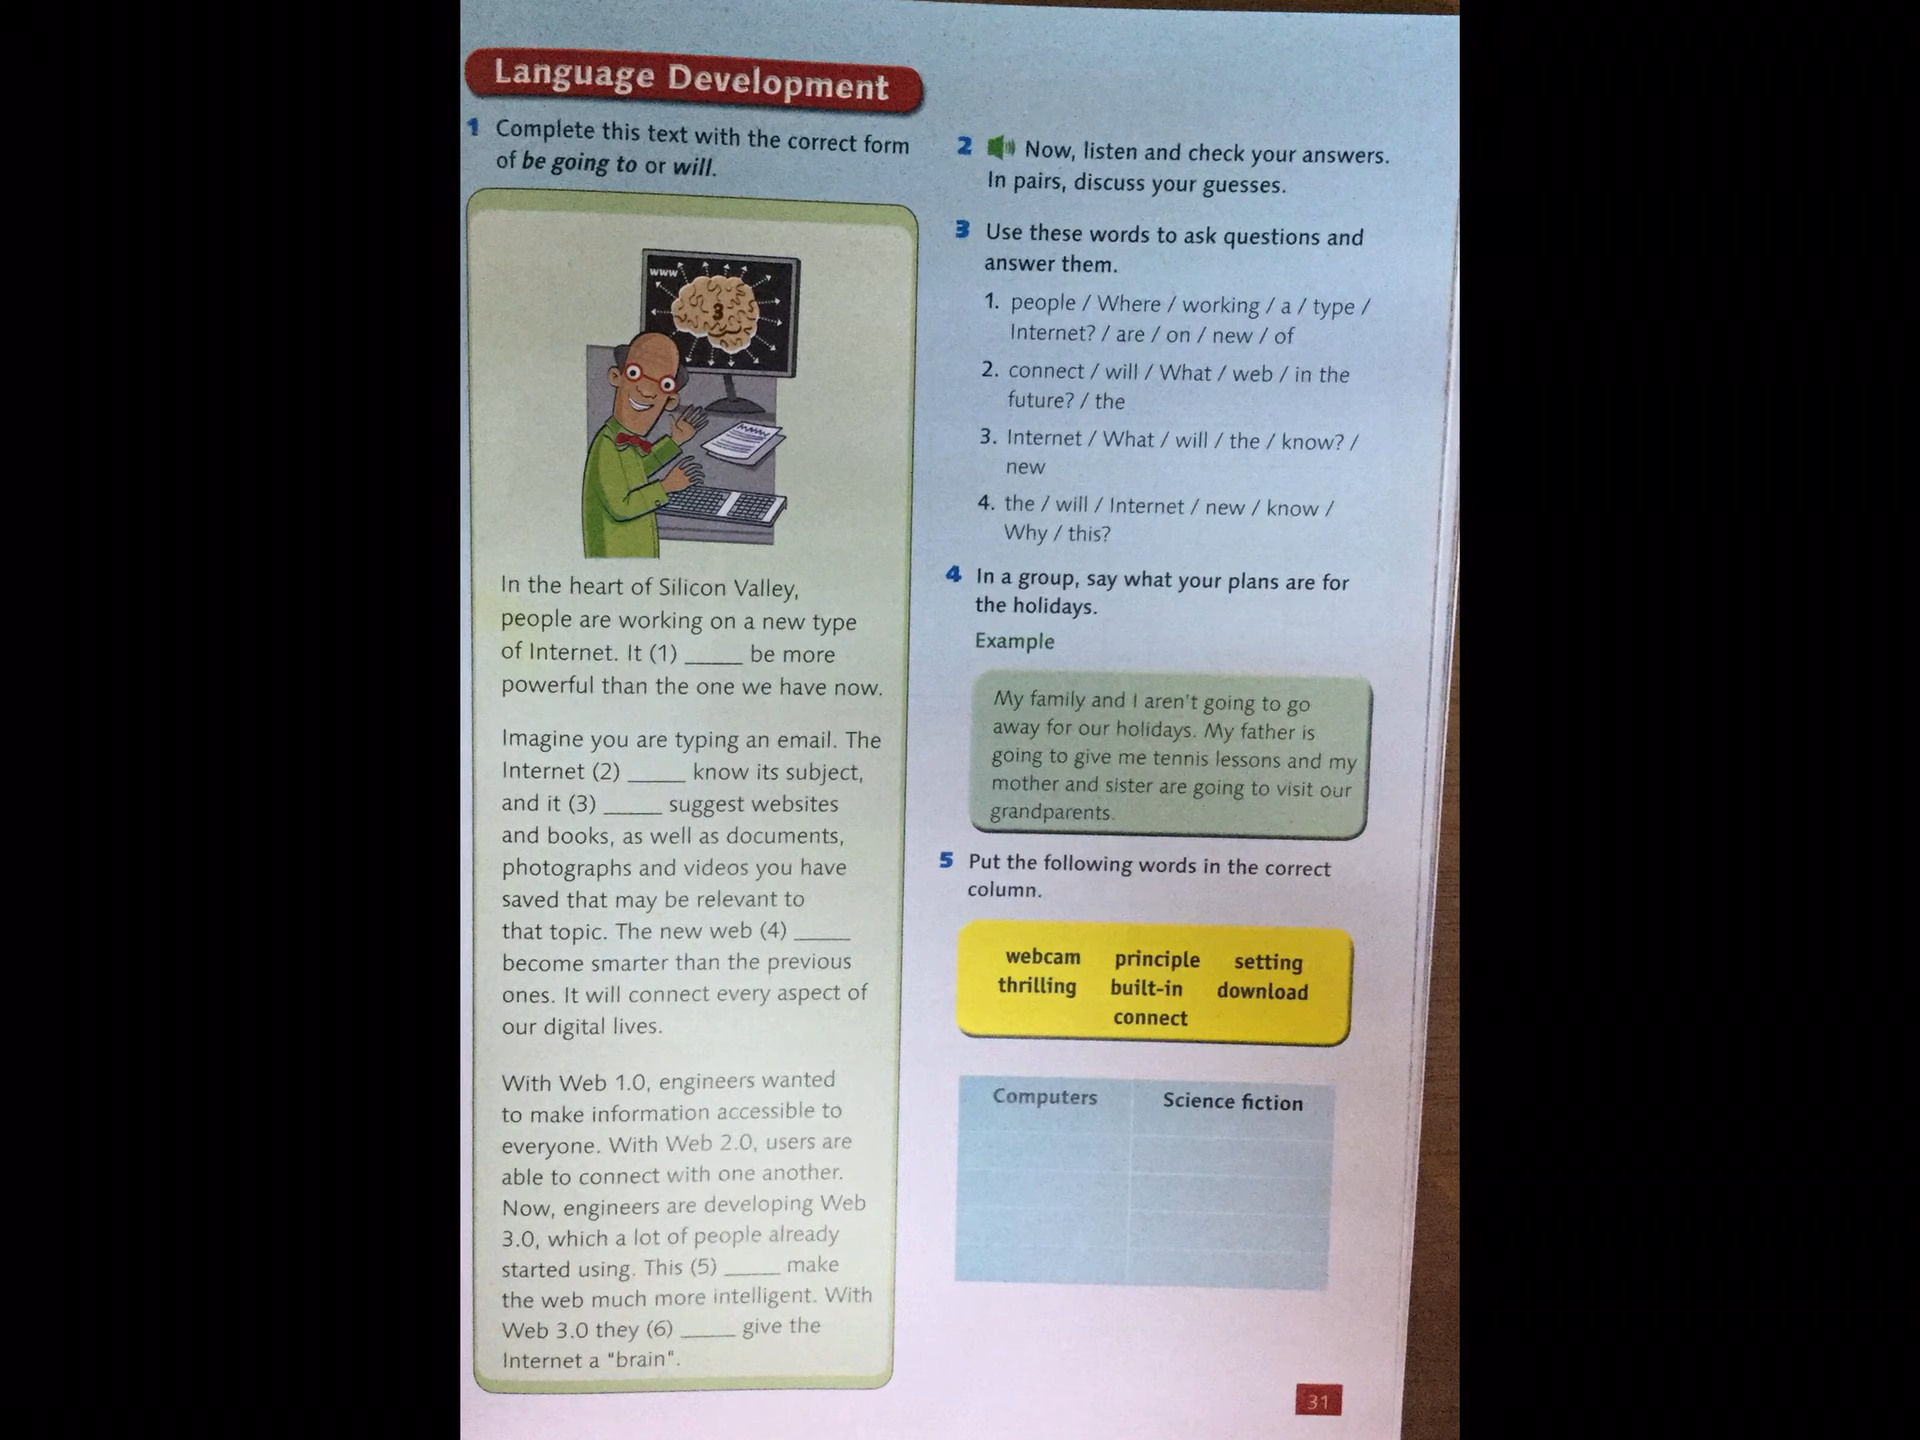 Language Development
1 Complete this text with the correct form
of be going to or will.
www
3
In the heart of Silicon Valley,
people are working on a new type
of Internet. It (1) _____ be more
powerful than the one we have now.
Imagine you are typing an email. The
Internet (2) _____ know its subject,
and it (3) _____ suggest websites
and books, as well as documents,
photographs and videos you have
saved that may be relevant to
that topic. The new web (4) _____
become smarter than the previous
ones. It will connect every aspect of
our digital lives.
With Web 1.0, engineers wanted
to make information accessible to
everyone. With Web 2.0, users are
able to connect with one another.
Now, engineers are developing Web
3.0, which a lot of people already
started using. This (5) _____ make
the web much more intelligent. With
Web 3.0 they (6) _____ give the
Internet a "brain".
2 Now, listen and check your answers.
In pairs, discuss your guesses.
3 Use these words to ask questions and
answer them.
1. people / Where / working / a / type /
Internet? / are / on / new / of
2. connect / will / What / web / in the
future? / the
3. Internet / What / will / the / know? /
new
4. the / will / Internet / new / know /
Why / this?
4 In a group, say what your plans are for
the holidays.
Example
My family and I aren't going to go
away for our holidays. My father is
going to give me tennis lessons and my
mother and sister are going to visit our
grandparents.
5 Put the following words in the correct
column.
webcam principle setting
thrilling built-in download
connect
Computers Science fiction
31